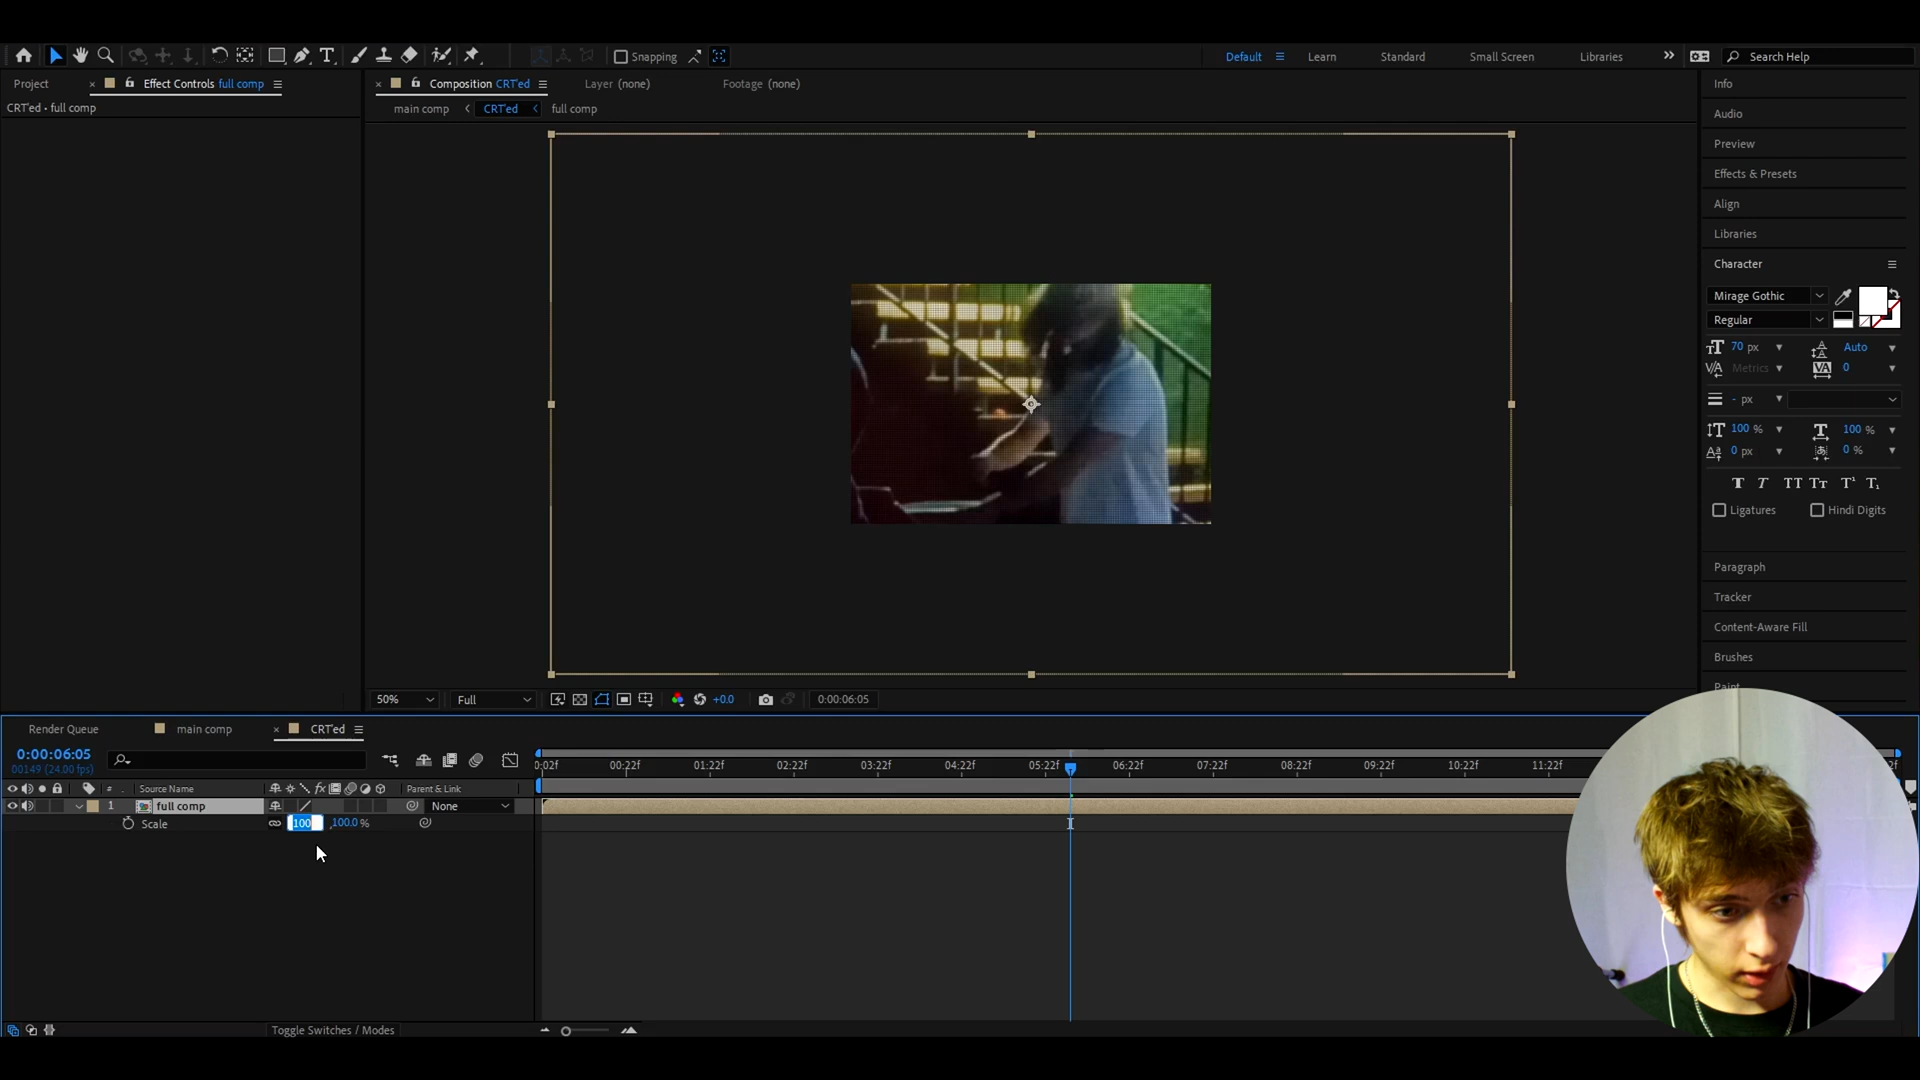 Snapping
Default
Learn
Standard
Small Screen
Libraries
Search Help
Project
Effect Controls full comp
Composition CRT'ed
Layer (none)
Footage (none)
CRT'ed • full comp
main comp
CRT'ed
full comp
Info
Audio
Preview
Effects & Presets
Align
Libraries
Character
Mirage Gothic
Regular
70 px
Auto
Metrics
0
- px
100 %
100 %
0 px
0 %
Ligatures
Hindi Digits
Paragraph
Tracker
Content-Aware Fill
Brushes
50%
Full
+0.0
0:00:06:05
Render Queue
main comp
CRT'ed
0:00:06:05
00149 (24.00 fps)
:02f 00:22f 01:22f 02:22f 03:22f 04:22f 05:22f 06:22f 07:22f 08:22f 09:22f 10:22f 11:22f
# Source Name
Parent & Link
1 full comp
None
Scale
100 ,100.0 %
Toggle Switches / Modes